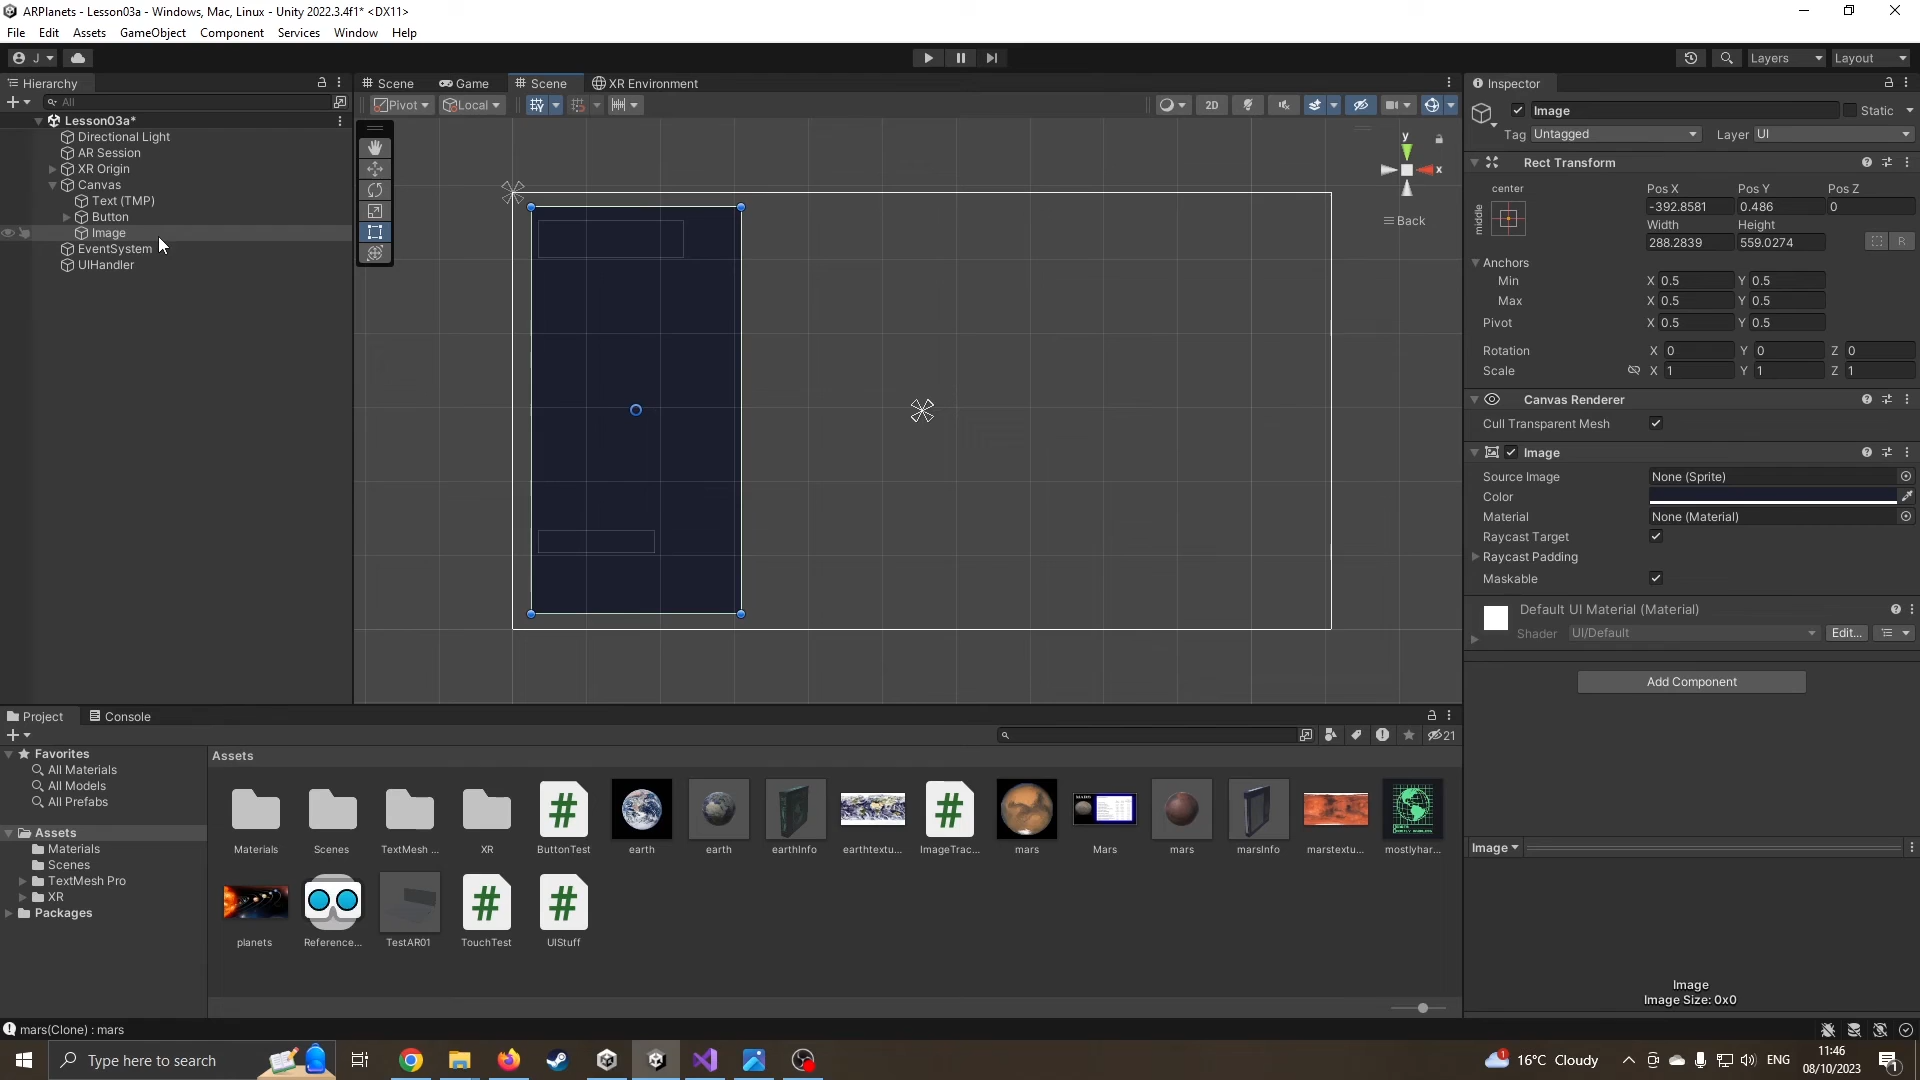 ARPlanets - Lesson03a - Windows, Mac, Linux - Unity 2022.3.4f1* <DX11>
File Edit Assets GameObject Component Services Window Help
J Layers Layout
Hierarchy
All
Lesson03a*
Directional Light
AR Session
XR Origin
Canvas
Text (TMP)
Button
Image
EventSystem
UIHandler
Scene Game Scene XR Environment
Pivot Local 2D
y
x
Back
Inspector
Image Static
Tag Untagged Layer UI
Rect Transform
center
middle
Pos X Pos Y Pos Z
-392.8581 0.486 0
Width Height
288.2839 559.0274 R
Anchors
Min X 0.5 Y 0.5
Max X 0.5 Y 0.5
Pivot X 0.5 Y 0.5
Rotation X 0 Y 0 Z 0
Scale X 1 Y 1 Z 1
Canvas Renderer
Cull Transparent Mesh
Image
Source Image None (Sprite)
Color
Material None (Material)
Raycast Target
Raycast Padding
Maskable
Default UI Material (Material)
Shader UI/Default Edit...
Add Component
Image
Image
Image Size: 0x0
Project Console
21
Favorites
All Materials
All Models
All Prefabs
Assets
Materials
Scenes
TextMesh Pro
XR
Packages
Assets
Materials Scenes TextMesh ... XR ButtonTest earth earth earthInfo earthtextu... ImageTrac... mars Mars mars marsInfo marstextu... mostlyhar...
planets Reference... TestAR01 TouchTest UIStuff
mars(Clone) : mars
Type here to search
16°C Cloudy ENG
11:46
08/10/2023
1